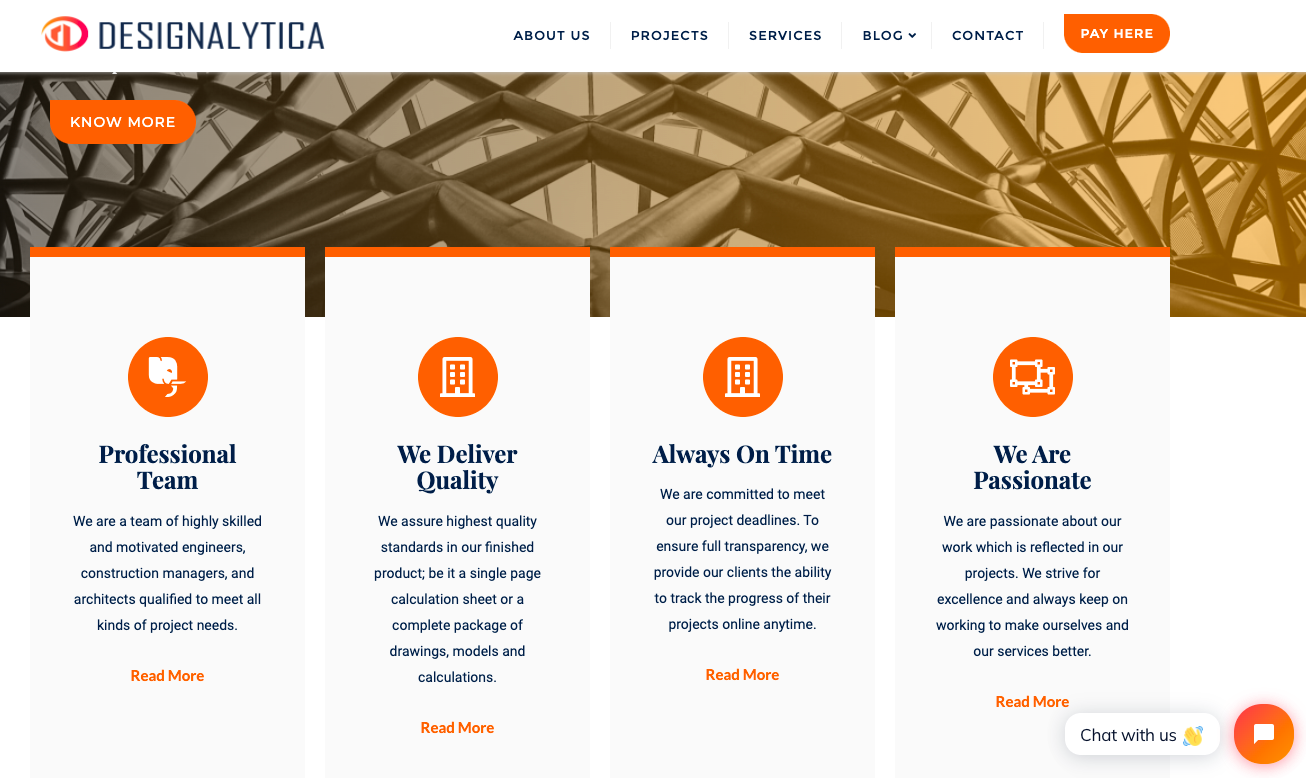 DESIGNALYTICA
ABOUT US
PROJECTS
SERVICES
BLOG
CONTACT
PAY HERE
KNOW MORE
Professional
Team
We are a team of highly skilled
and motivated engineers,
construction managers, and
architects qualified to meet all
kinds of project needs.
Read More
We Deliver
Quality
We assure highest quality
standards in our finished
product; be it a single page
calculation sheet or a
complete package of
drawings, models and
calculations.
Read More
Always On Time
We are committed to meet
our project deadlines. To
ensure full transparency, we
provide our clients the ability
to track the progress of their
projects online anytime.
Read More
We Are
Passionate
We are passionate about our
work which is reflected in our
projects. We strive for
excellence and always keep on
working to make ourselves and
our services better.
Read More
Chat with us 👋